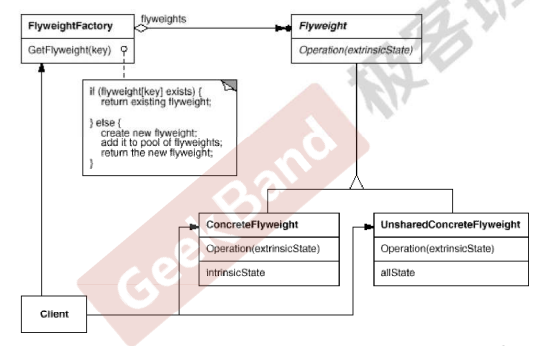 FlyweightFactory
flyweights
Flyweight
GetFlyweight(key)
Operation(extrinsicState)
if (flyweight[key] exists) {
return existing flyweight;
} else {
create new flyweight;
add it to pool of flyweights;
return the new flyweight;
}
ConcreteFlyweight
UnsharedConcreteFlyweight
Operation(extrinsicState)
Operation(extrinsicState)
intrinsicState
allState
Client
GeekBand
极客班